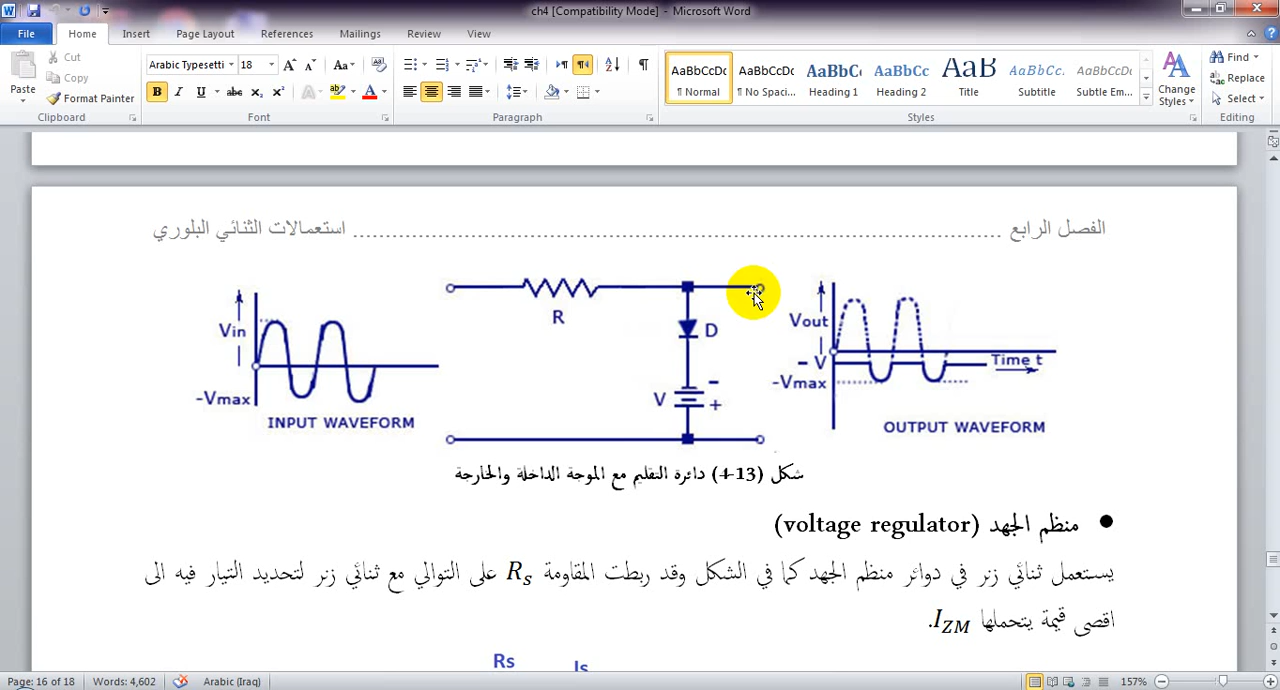 ch4 [Compatibility Mode] - Microsoft Word
File Home Insert Page Layout References Mailings Review View
Cut
Copy
Format Painter
Paste
Clipboard
Arabic Typesetti 18
Font
Paragraph
AaBbCcDc AaBbCcDc AaBbCc AaBbCc AaB AaBbCc. AaBbCcDc
¶ Normal ¶ No Spaci... Heading 1 Heading 2 Title Subtitle Subtle Em...
Change Styles
Styles
Find
Replace
Select
Editing
الفصل الرابع ........................................................................................ استعمالات الثنائي البلوري
Vin
-Vmax
INPUT WAVEFORM
R
D
V
-
+
Vout
- V
-Vmax
Time t
OUTPUT WAVEFORM
شكل (4-13) دائرة التقليم مع الموجة الداخلة والخارجة
● منظم الجهد (voltage regulator)
يستعمل ثنائي زنر في دوائر منظم الجهد كما في الشكل وقد ربطت المقاومة RS على التوالي مع ثنائي زنر لتحديد التيار فيه الى
اقصى قيمة يتحملها IZM.
Rs Is
Page: 16 of 18 Words: 4,602 Arabic (Iraq) 157%